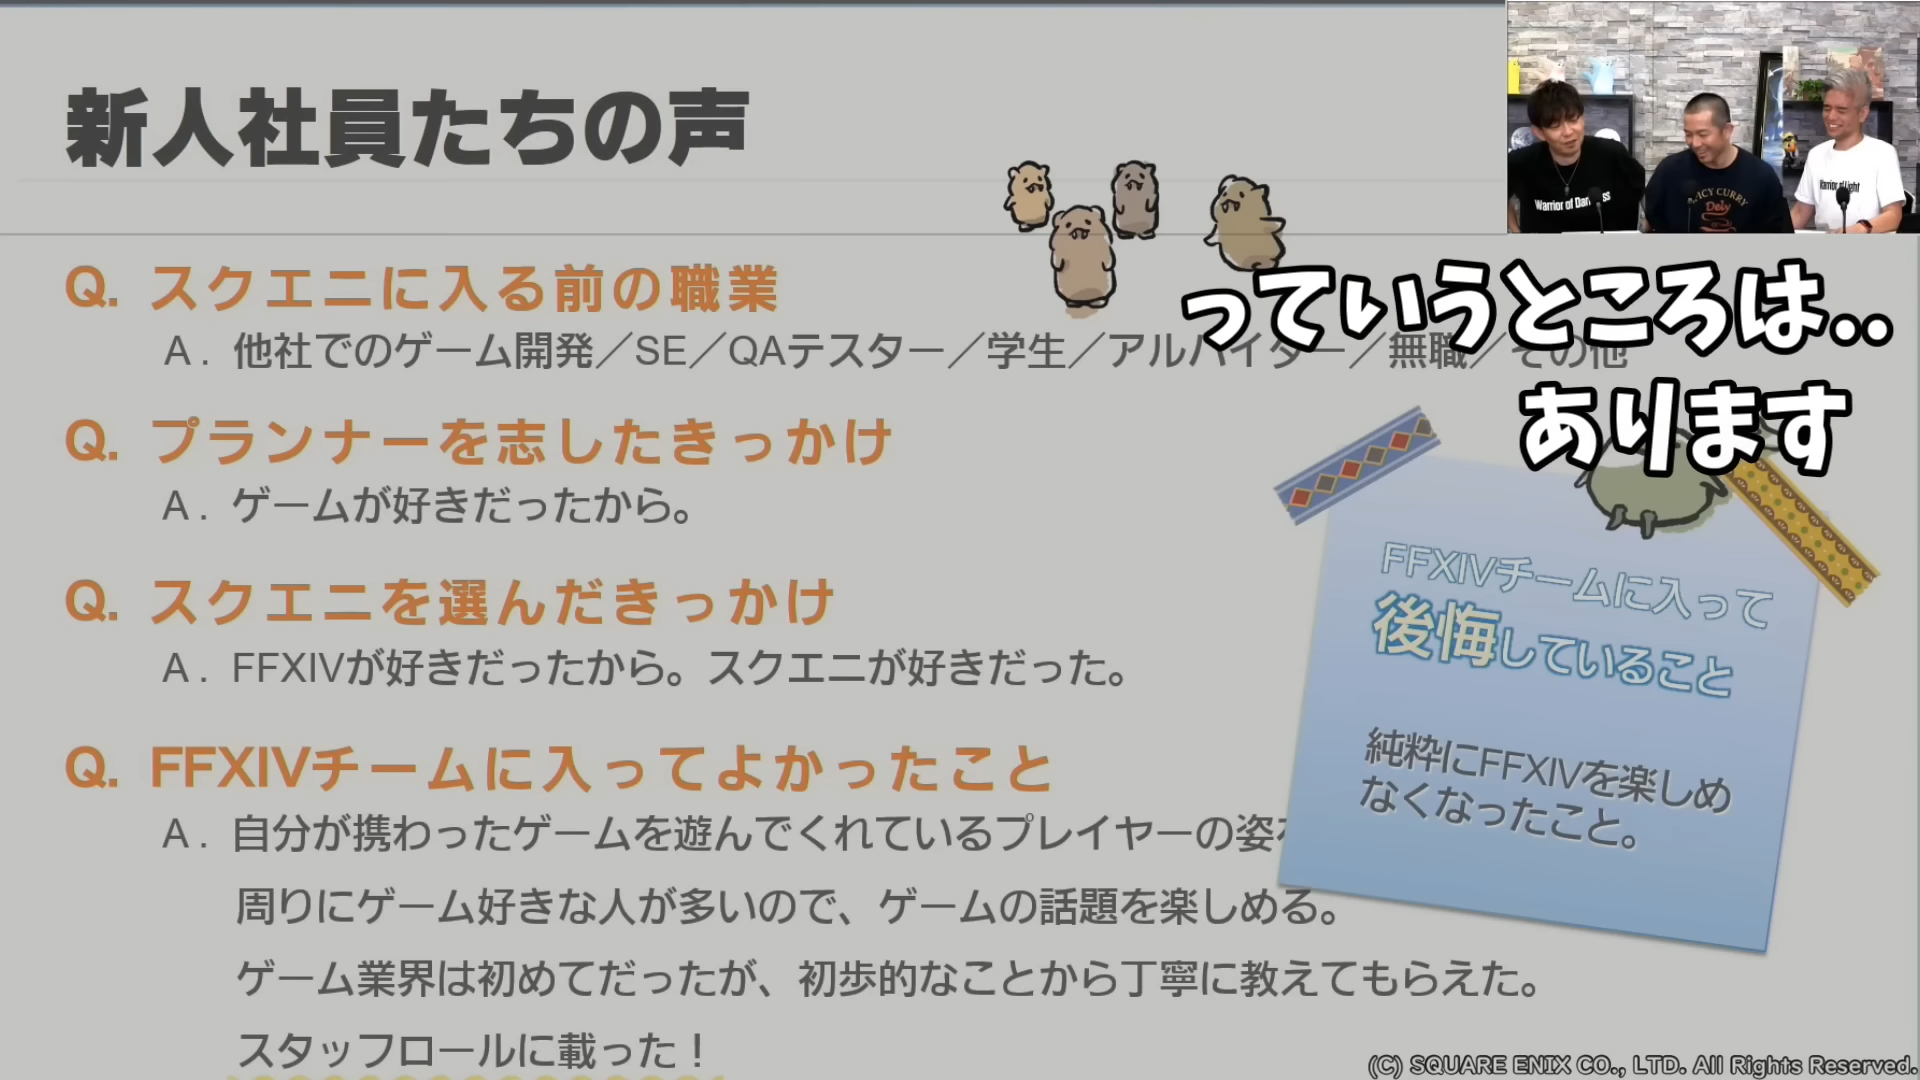 新人社員たちの声
Warrior of Dar
ICY CURRY
Dely
Warrior of Light
Q. スクエニに入る前の職業
A. 他社でのゲーム開発／SE／QAテスター／学生／アルバイター／無職／その他
っていうところは..
あります
Q. プランナーを志したきっかけ
A. ゲームが好きだったから。
Q. スクエニを選んだきっかけ
A. FFXIVが好きだったから。スクエニが好きだった。
Q. FFXIVチームに入ってよかったこと
A. 自分が携わったゲームを遊んでくれているプレイヤーの姿
周りにゲーム好きな人が多いので、ゲームの話題を楽しめる。
ゲーム業界は初めてだったが、初歩的なことから丁寧に教えてもらえた。
スタッフロールに載った！
FFXIVチームに入って
後悔していること
純粋にFFXIVを楽しめ
なくなったこと。
(C) SQUARE ENIX CO., LTD. All Rights Reserved.